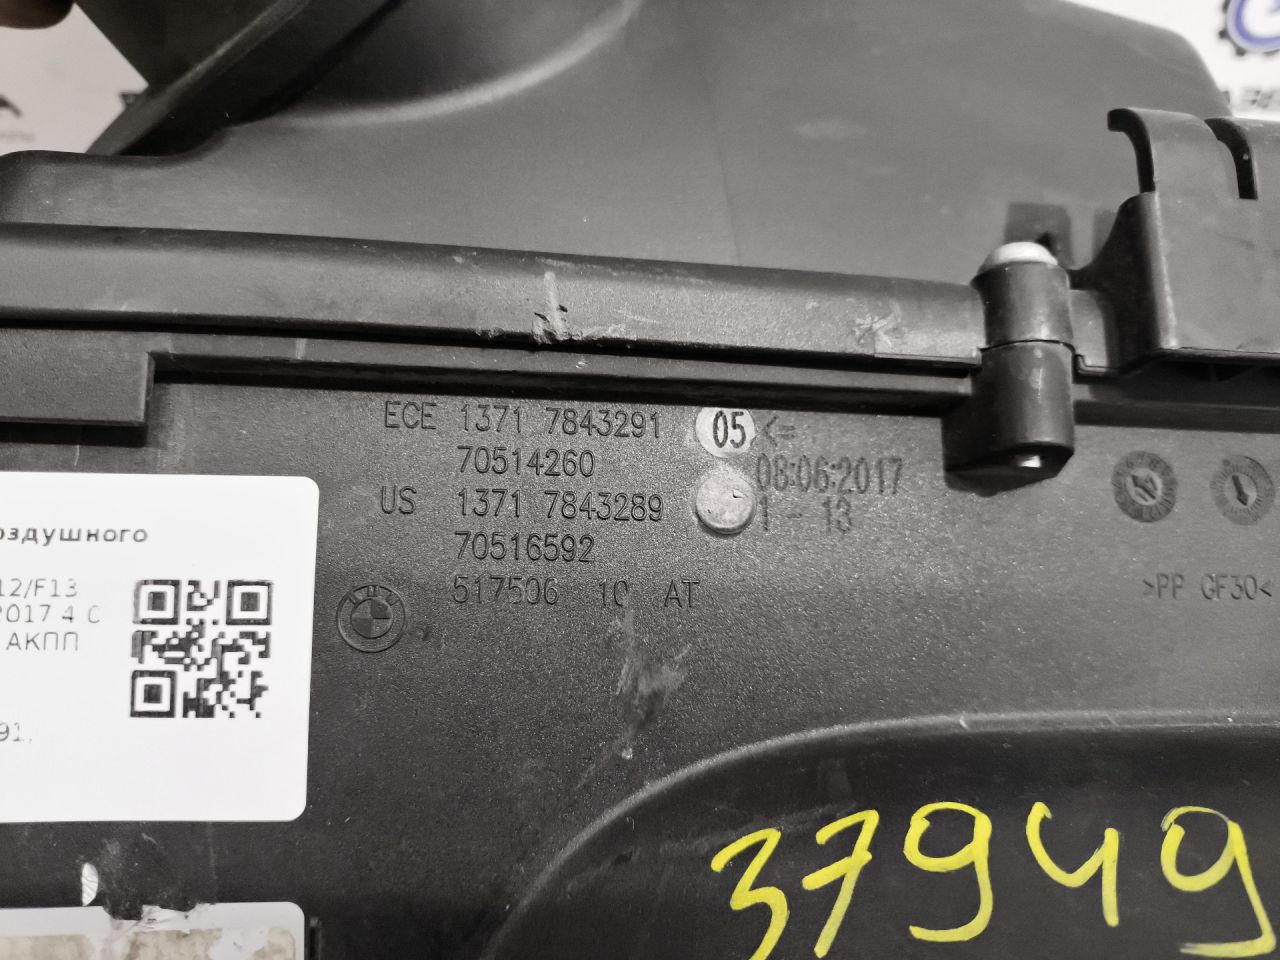 ECE 1371 7843291 05 <=
70514260 08:06:2017
US 1371 7843289 1 - 13
70516592
517506 10 AT
>PP GF30<
12/F13
2017 4
АКПП
91.
37949